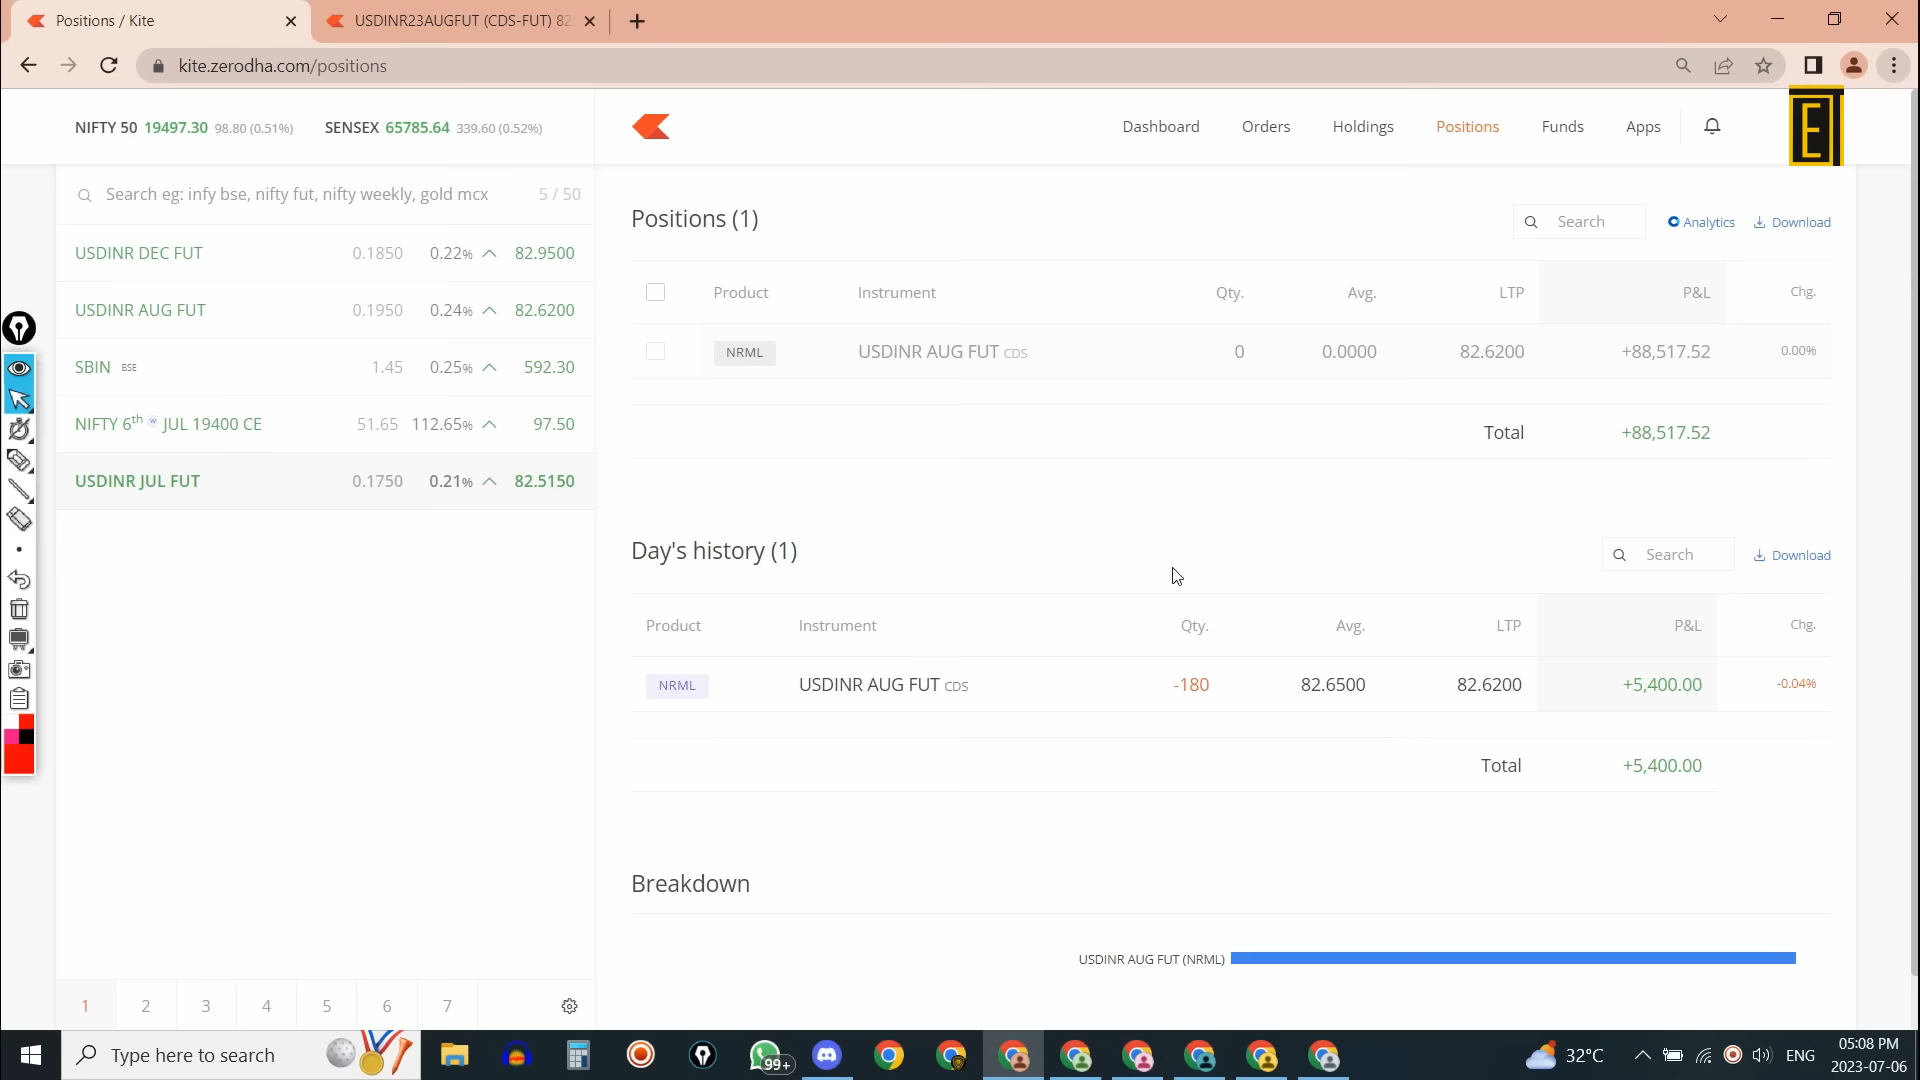 Positions / Kite
USDINR23AUGFUT (CDS-FUT) 82
kite.zerodha.com/positions
NIFTY 50 19497.30 98.80 (0.51%) SENSEX 65785.64 339.60 (0.52%)
Dashboard Orders Holdings Positions Funds Apps
E
Search eg: infy bse, nifty fut, nifty weekly, gold mcx 5 / 50
USDINR DEC FUT 0.1850 0.22% 82.9500
USDINR AUG FUT 0.1950 0.24% 82.6200
SBIN BSE 1.45 0.25% 592.30
NIFTY 6th w JUL 19400 CE 51.65 112.65% 97.50
USDINR JUL FUT 0.1750 0.21% 82.5150
1 2 3 4 5 6 7
Positions (1) Search Analytics Download
Product Instrument Qty. Avg. LTP P&L Chg.
NRML USDINR AUG FUT CDS 0 0.0000 82.6200 +88,517.52 0.00%
Total +88,517.52
Day's history (1) Search Download
Product Instrument Qty. Avg. LTP P&L Chg.
NRML USDINR AUG FUT CDS -180 82.6500 82.6200 +5,400.00 -0.04%
Total +5,400.00
Breakdown
USDINR AUG FUT (NRML)
Type here to search 99+ 32°C ENG 05:08 PM
2023-07-06